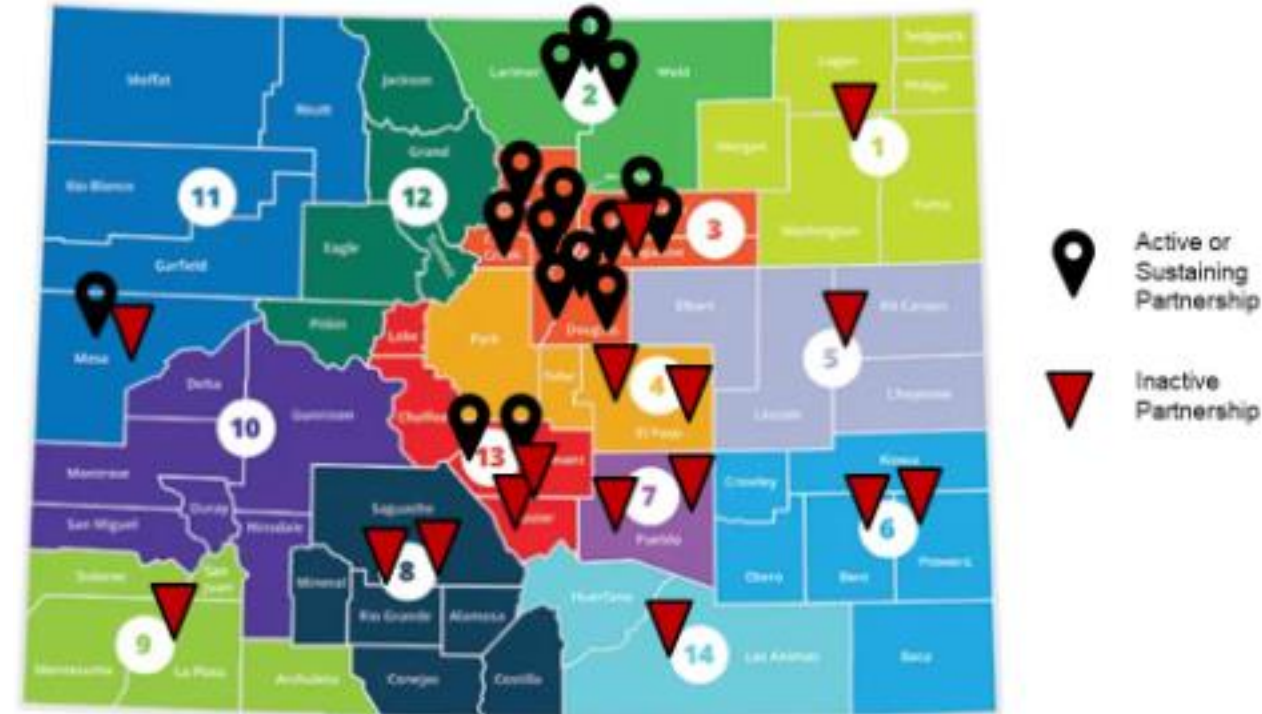 Moffat
Routt
Jackson
Larimer
Weld
2
Logan
Sedgwick
Phillips
1
Morgan
Rio Blanco
11
Grand
12
3
Washington
Yuma
Garfield
Eagle
Active or
Sustaining
Partnership
Mesa
Pitkin
Lake
Park
Elbert
Kit Carson
5
Delta
Gunnison
4
Lincoln
Cheyenne
Inactive
Partnership
10
El Paso
13
Montrose
Kiowa
Crowley
7
Saguache
Ouray
San Miguel
Hinsdale
Pueblo
6
8
Otero
Bent
Prowers
Dolores
San
Juan
Mineral
Rio Grande
Alamosa
Huerfano
9
14
Las Animas
Baca
Montezuma
La Plata
Archuleta
Conejos
Costilla